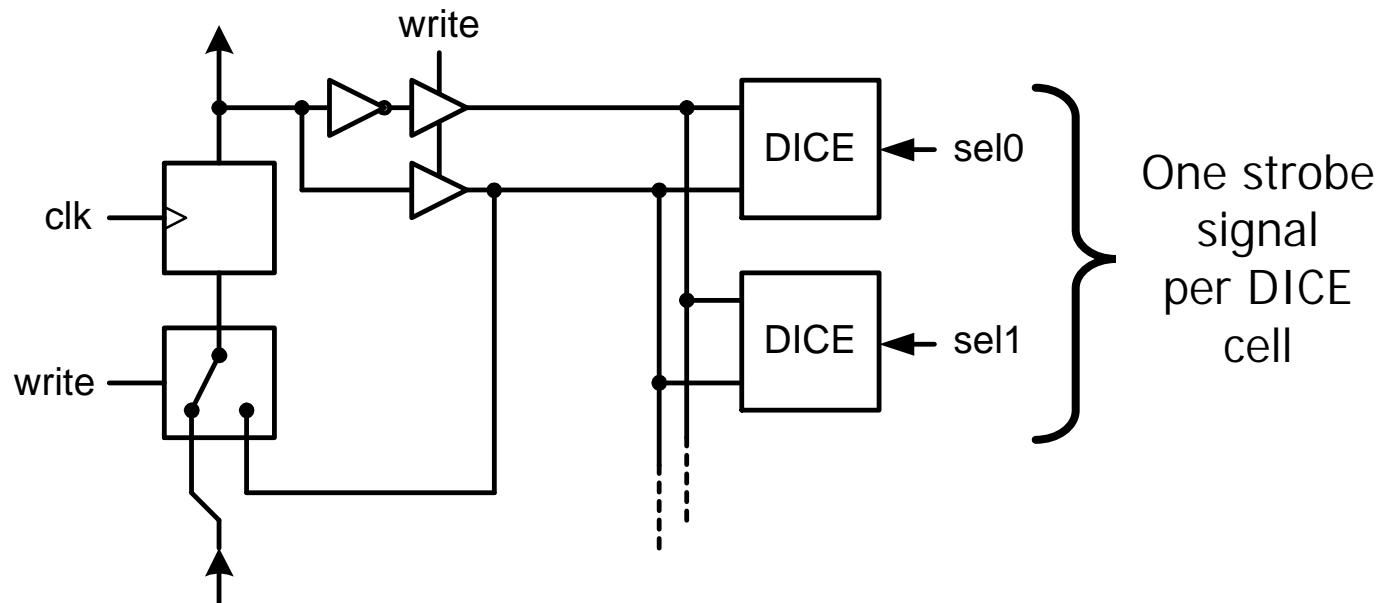 write
DICE
sel0
clk
DICE
sel1
write
One strobe
signal
per DICE
cell